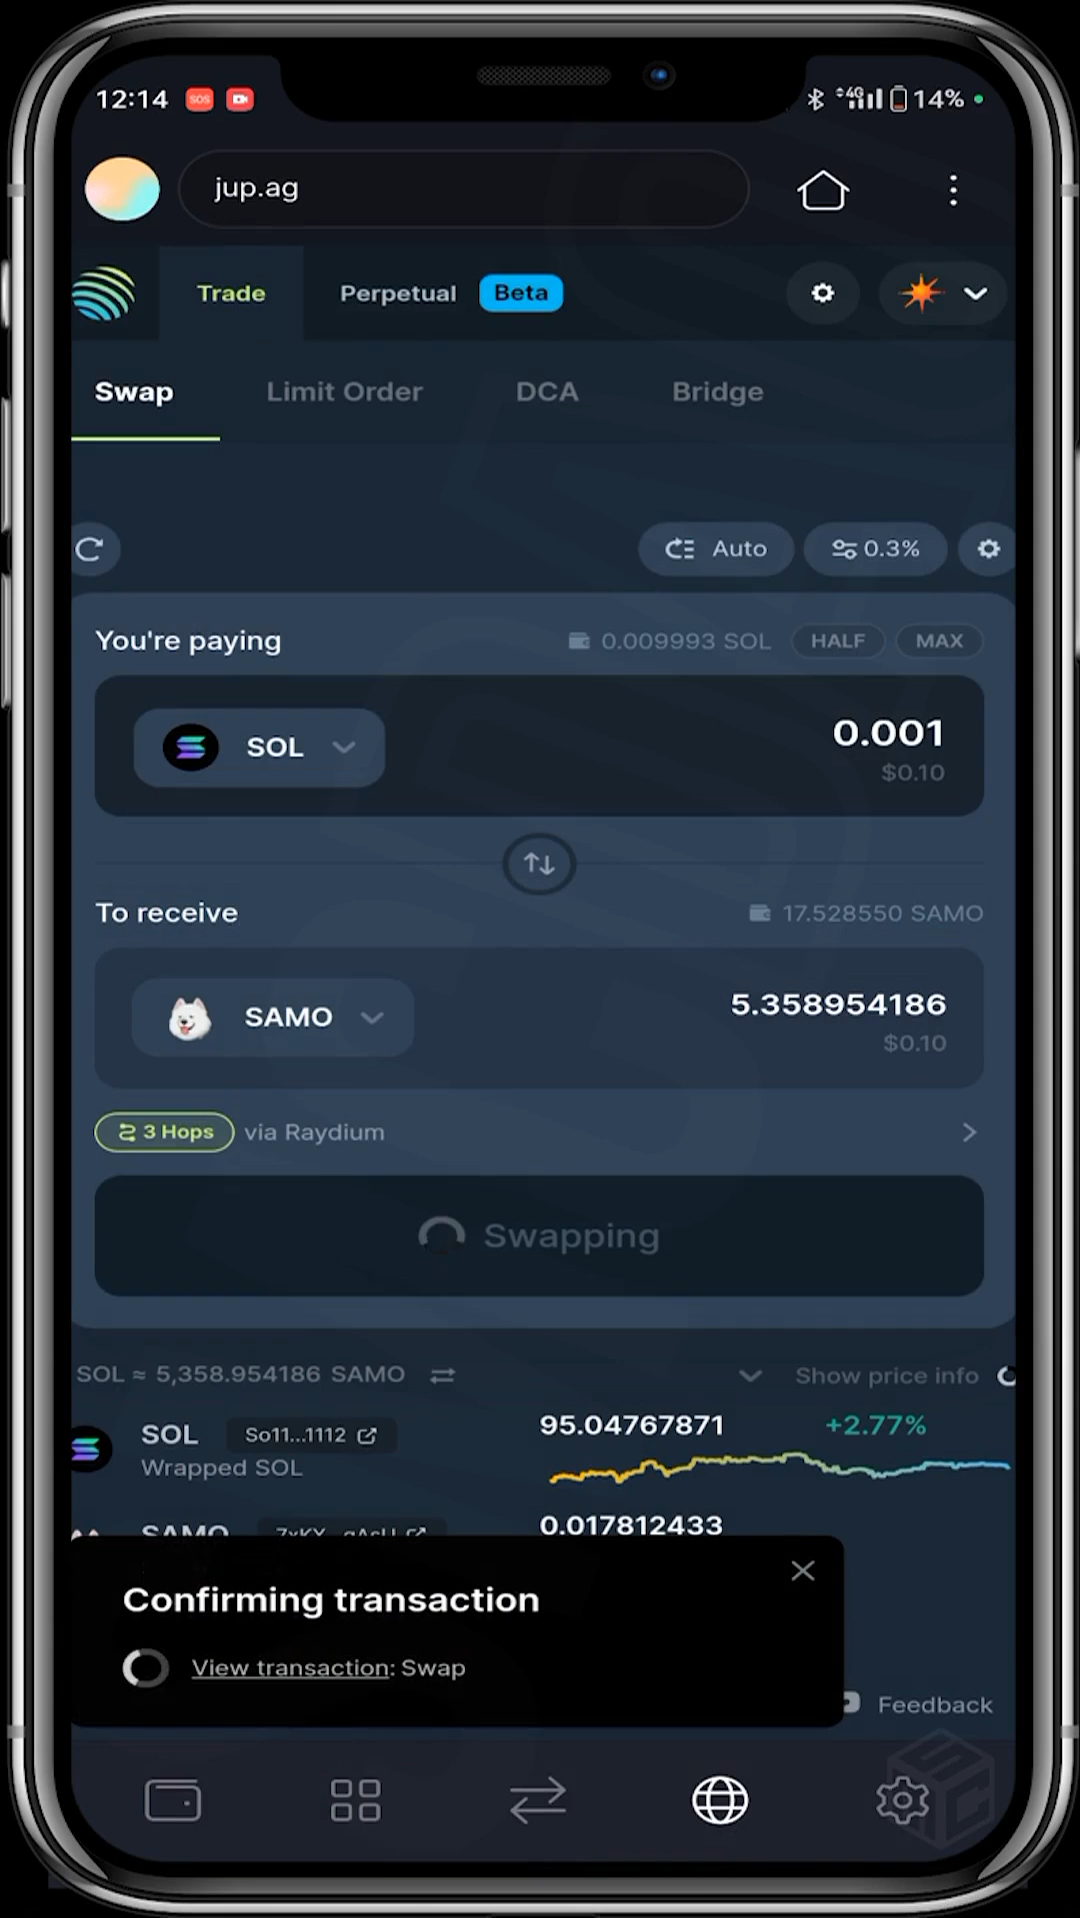 12:14 SOS 4G 14%
jup.ag
Trade Perpetual Beta
Swap Limit Order DCA Bridge
Auto 0.3%
You're paying 0.009993 SOL HALF MAX
SOL 0.001
$0.10
To receive 17.528550 SAMO
SAMO 5.358954186
$0.10
3 Hops via Raydium
Swapping
SOL ≈ 5,358.954186 SAMO Show price info
SOL So11...1112 95.04767871 +2.77%
Wrapped SOL
SAMO 0.017812433
Confirming transaction
View transaction: Swap
Feedback